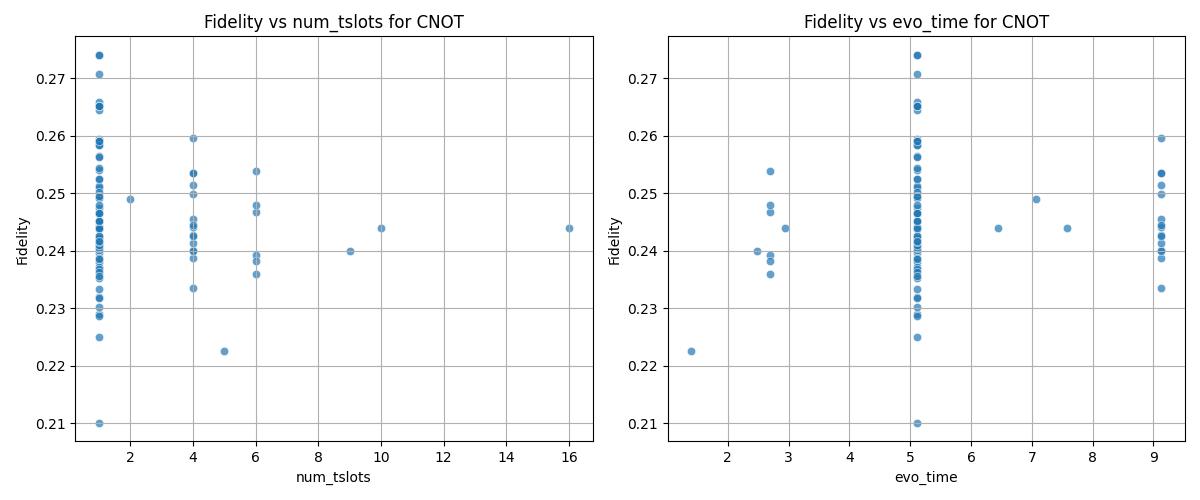 Fidelity vs num_tslots for CNOT
0.27
0.26
0.25
0.24
0.23
0.22
0.21
Fidelity
2 4 6 8 10 12 14 16
num_tslots
Fidelity vs evo_time for CNOT
0.27
0.26
0.25
0.24
0.23
0.22
0.21
Fidelity
2 3 4 5 6 7 8 9
evo_time